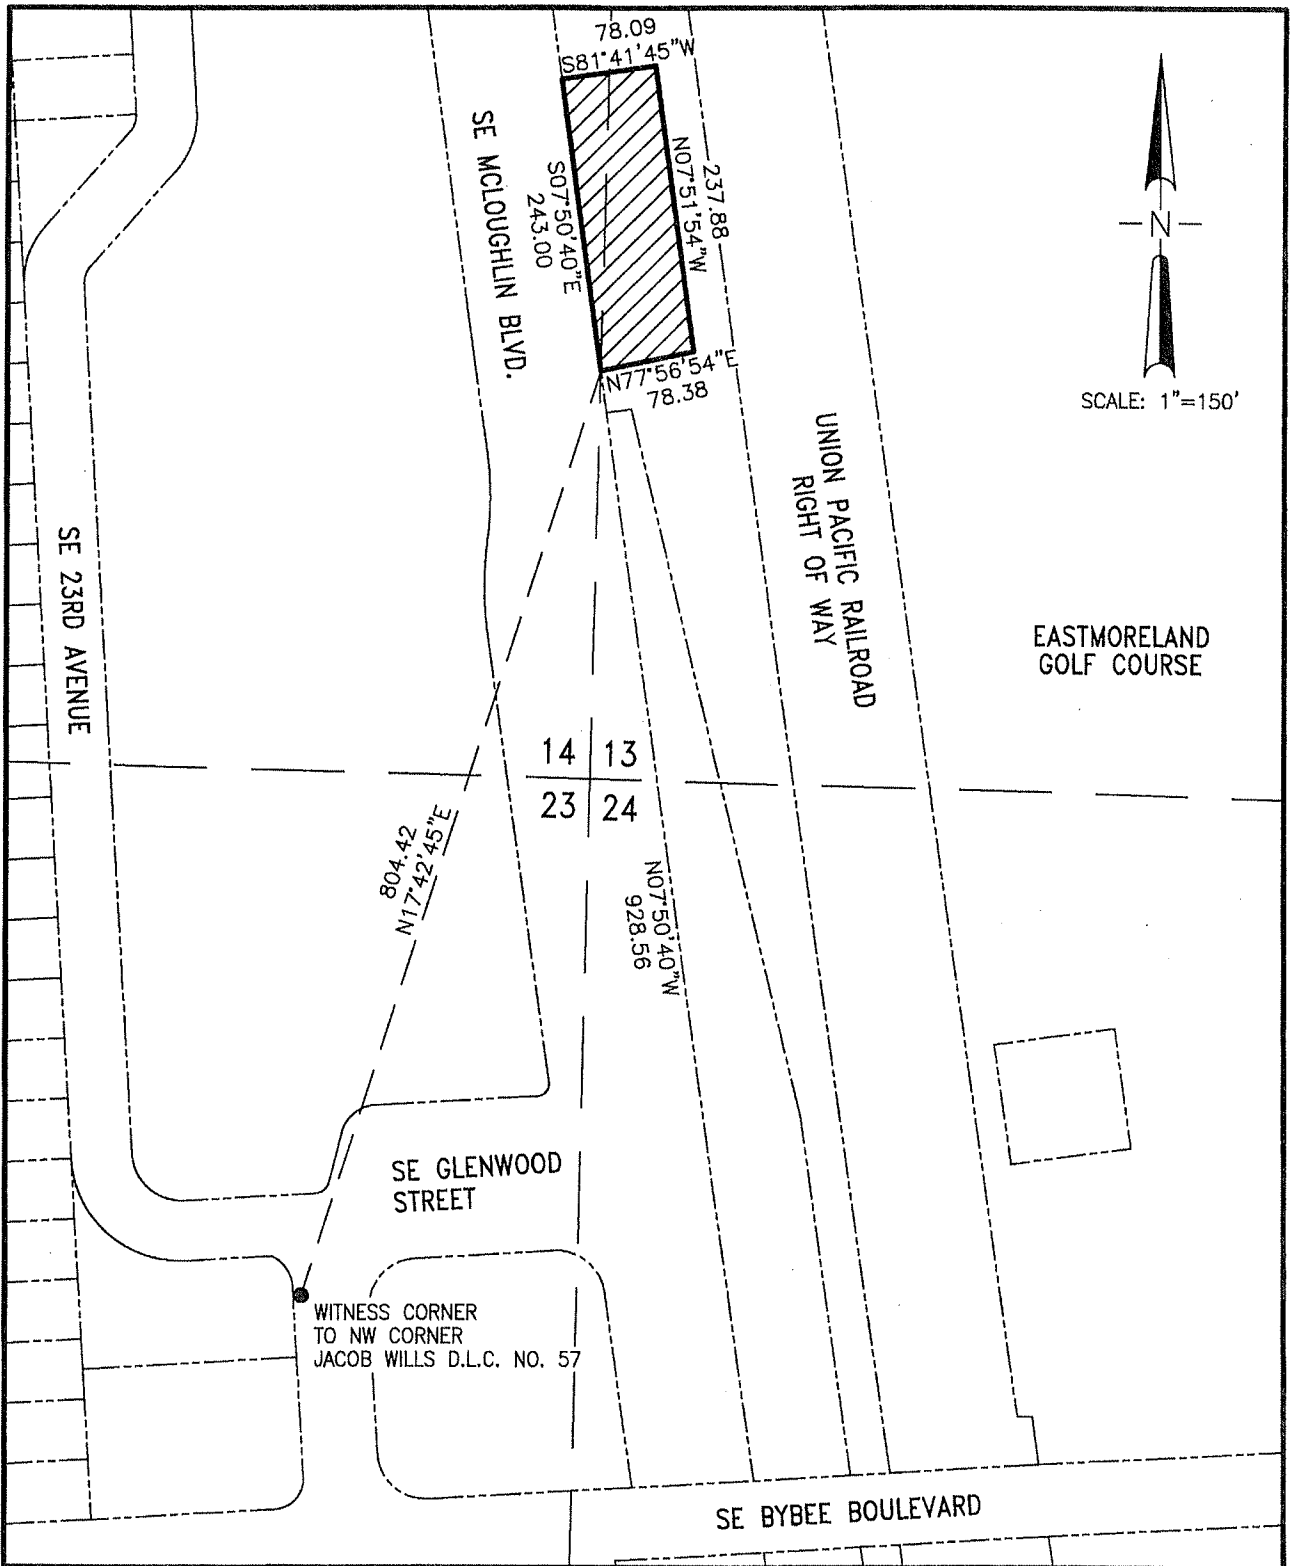 78.09
S81°41'45"W
SE MCLOUGHLIN BLVD.
S07°50'40"E
243.00
237.88
N07°51'54"W
N77°56'54"E
78.38
N
SCALE: 1"=150'
UNION PACIFIC RAILROAD
RIGHT OF WAY
SE 23RD AVENUE
EASTMORELAND
GOLF COURSE
14 13
23 24
804.42
N17°42'45"E
N07°50'40"W
928.56
SE GLENWOOD
STREET
WITNESS CORNER
TO NW CORNER
JACOB WILLS D.L.C. NO. 57
SE BYBEE BOULEVARD